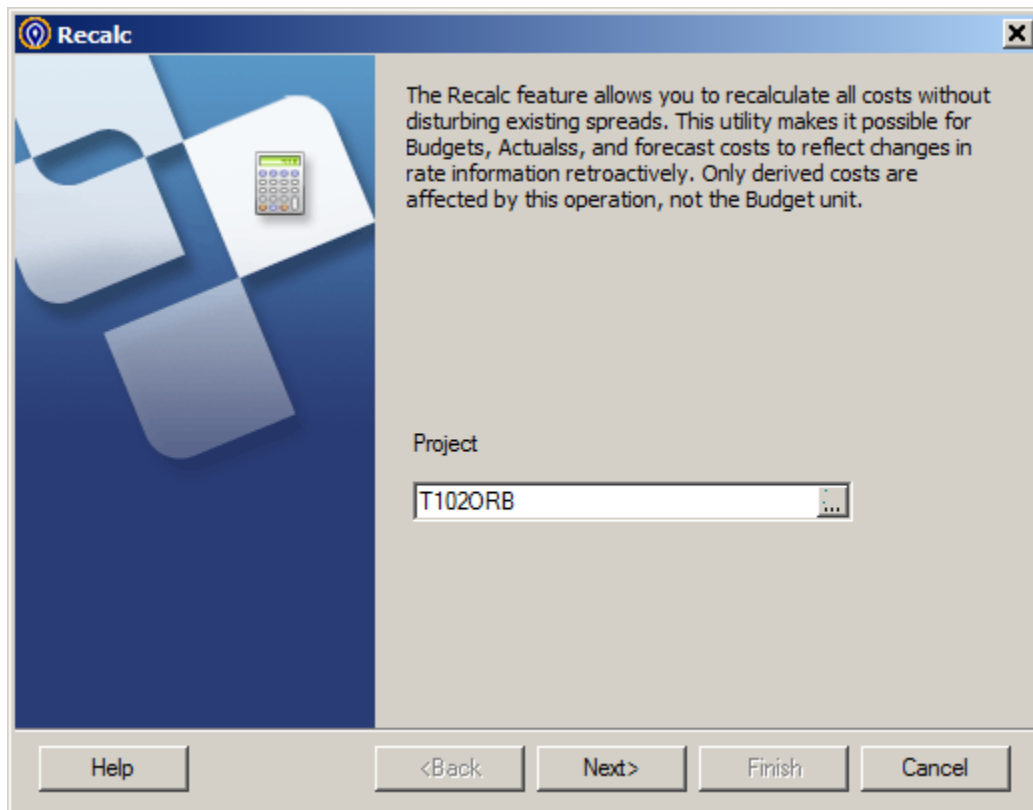 Recalc
The Recalc feature allows you to recalculate all costs without
disturbing existing spreads. This utility makes it possible for
Budgets, Actualss, and forecast costs to reflect changes in
rate information retroactively. Only derived costs are
affected by this operation, not the Budget unit.
Project
T102ORB
...
Help
<Back
Next>
Finish
Cancel